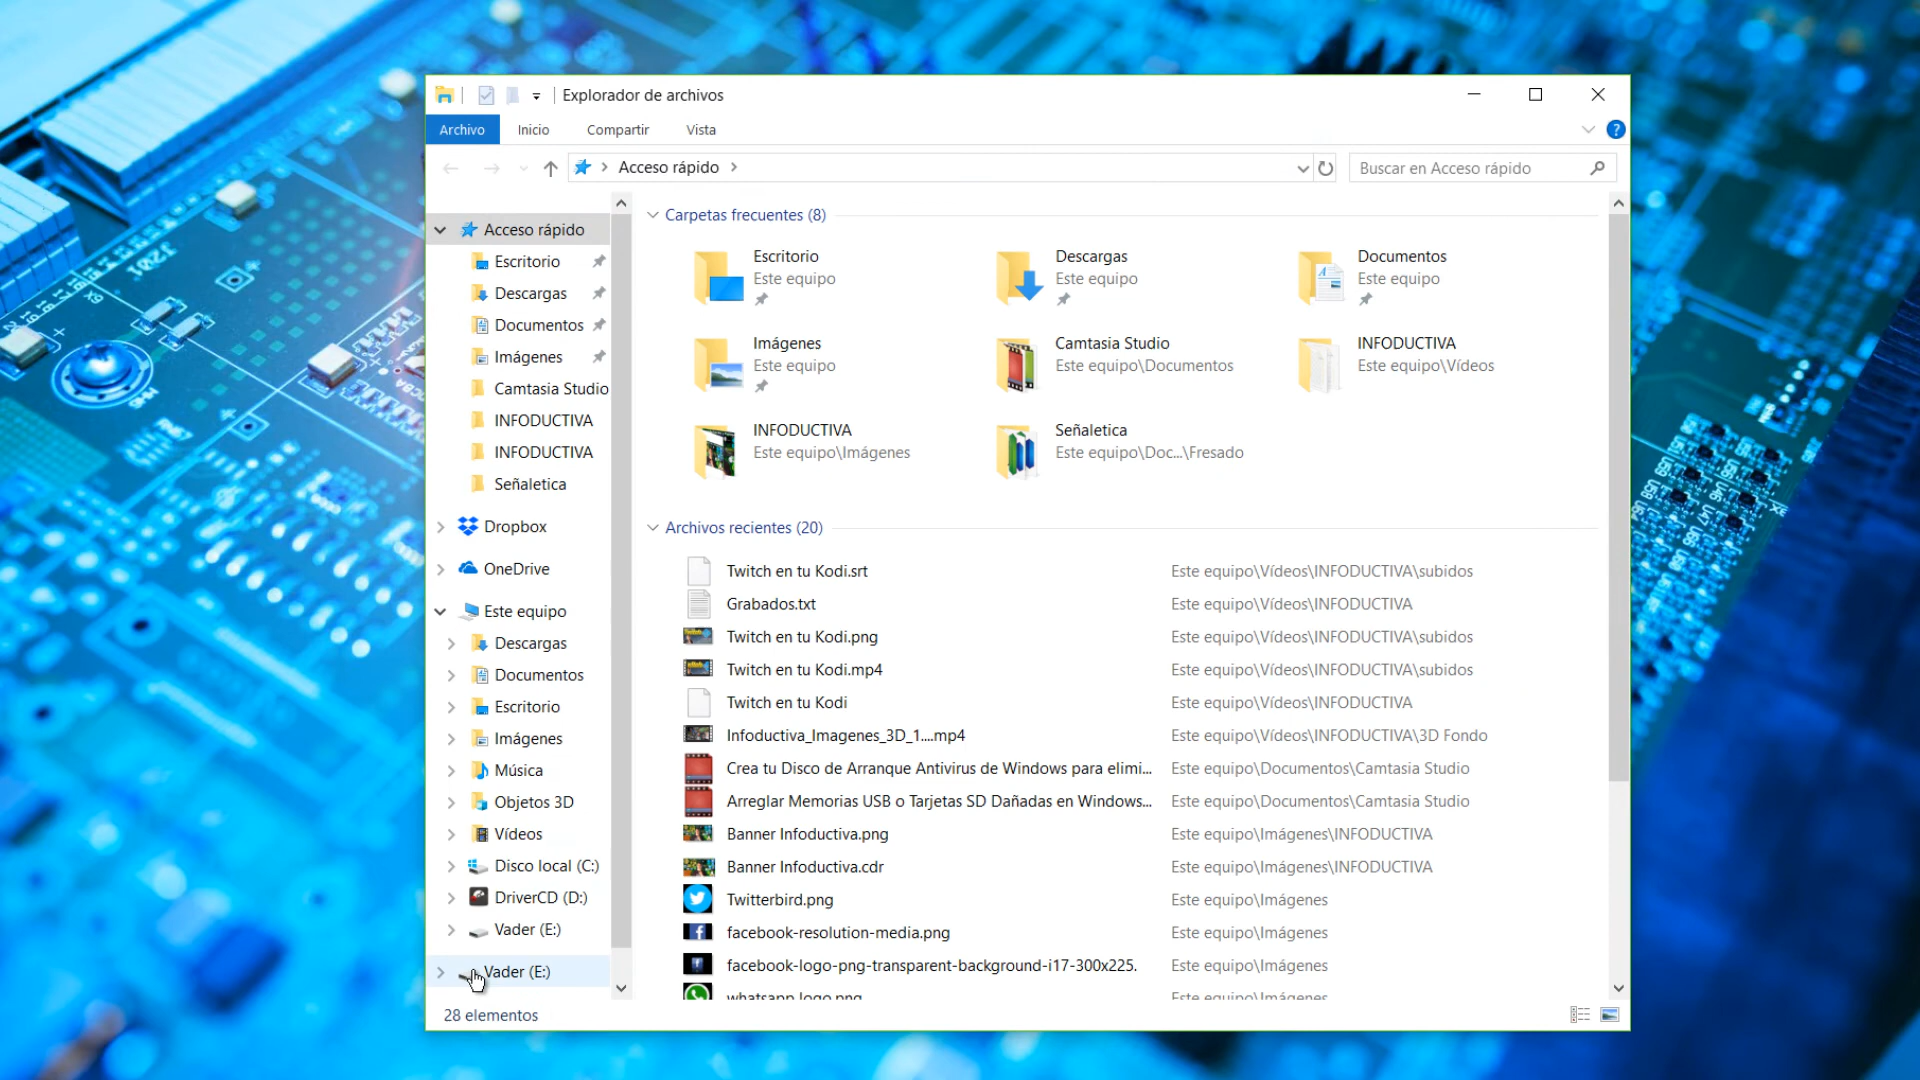 Explorador de archivos
Archivo Inicio Compartir Vista
Acceso rápido
Buscar en Acceso rápido
Acceso rápido
Escritorio
Descargas
Documentos
Imágenes
Camtasia Studio
INFODUCTIVA
INFODUCTIVA
Señaletica
Dropbox
OneDrive
Este equipo
Descargas
Documentos
Escritorio
Imágenes
Música
Objetos 3D
Vídeos
Disco local (C:)
DriverCD (D:)
Vader (E:)
Vader (E:)
Carpetas frecuentes (8)
Escritorio
Este equipo
Descargas
Este equipo
Documentos
Este equipo
Imágenes
Este equipo
Camtasia Studio
Este equipo\Documentos
INFODUCTIVA
Este equipo\Vídeos
INFODUCTIVA
Este equipo\Imágenes
Señaletica
Este equipo\Doc...\Fresado
Archivos recientes (20)
Twitch en tu Kodi.srt Este equipo\Vídeos\INFODUCTIVA\subidos
Grabados.txt Este equipo\Vídeos\INFODUCTIVA
Twitch en tu Kodi.png Este equipo\Vídeos\INFODUCTIVA\subidos
Twitch en tu Kodi.mp4 Este equipo\Vídeos\INFODUCTIVA\subidos
Twitch en tu Kodi Este equipo\Vídeos\INFODUCTIVA
Infoductiva_Imagenes_3D_1....mp4 Este equipo\Vídeos\INFODUCTIVA\3D Fondo
Crea tu Disco de Arranque Antivirus de Windows para elimi... Este equipo\Documentos\Camtasia Studio
Arreglar Memorias USB o Tarjetas SD Dañadas en Windows... Este equipo\Documentos\Camtasia Studio
Banner Infoductiva.png Este equipo\Imágenes\INFODUCTIVA
Banner Infoductiva.cdr Este equipo\Imágenes\INFODUCTIVA
Twitterbird.png Este equipo\Imágenes
facebook-resolution-media.png Este equipo\Imágenes
facebook-logo-png-transparent-background-i17-300x225. Este equipo\Imágenes
whatsapp logo.png Este equipo\Imágenes
28 elementos
J201